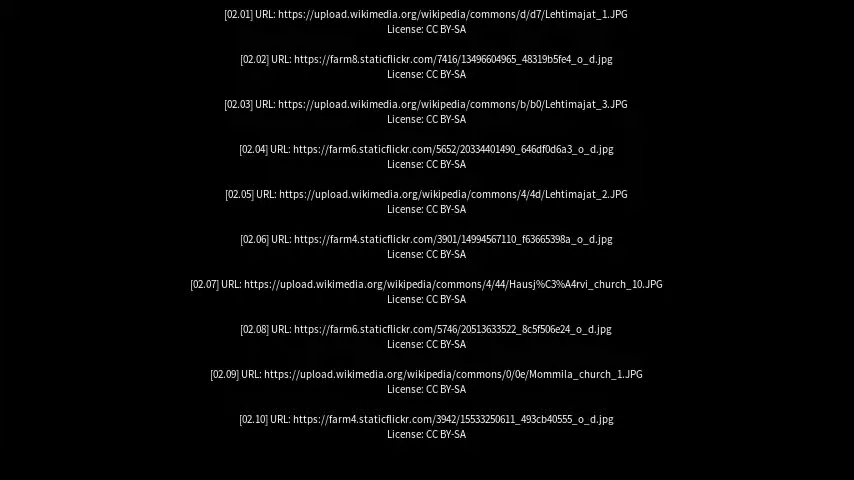 [02.01] URL: https://upload.wikimedia.org/wikipedia/commons/d/d7/Lehtimajat_1.JPG
License: CC BY-SA
[02.02] URL: https://farm8.staticflickr.com/7416/13496604965_48319b5fe4_o_d.jpg
License: CC BY-SA
[02.03] URL: https://upload.wikimedia.org/wikipedia/commons/b/b0/Lehtimajat_3.JPG
License: CC BY-SA
[02.04] URL: https://farm6.staticflickr.com/5652/20334401490_646df0d6a3_o_d.jpg
License: CC BY-SA
[02.05] URL: https://upload.wikimedia.org/wikipedia/commons/4/4d/Lehtimajat_2.JPG
License: CC BY-SA
[02.06] URL: https://farm4.staticflickr.com/3901/14994567110_f63665398a_o_d.jpg
License: CC BY-SA
[02.07] URL: https://upload.wikimedia.org/wikipedia/commons/4/44/Hausj%C3%A4rvi_church_10.JPG
License: CC BY-SA
[02.08] URL: https://farm6.staticflickr.com/5746/20513633522_8c5f506e24_o_d.jpg
License: CC BY-SA
[02.09] URL: https://upload.wikimedia.org/wikipedia/commons/0/0e/Mommila_church_1.JPG
License: CC BY-SA
[02.10] URL: https://farm4.staticflickr.com/3942/15533250611_493cb40555_o_d.jpg
License: CC BY-SA